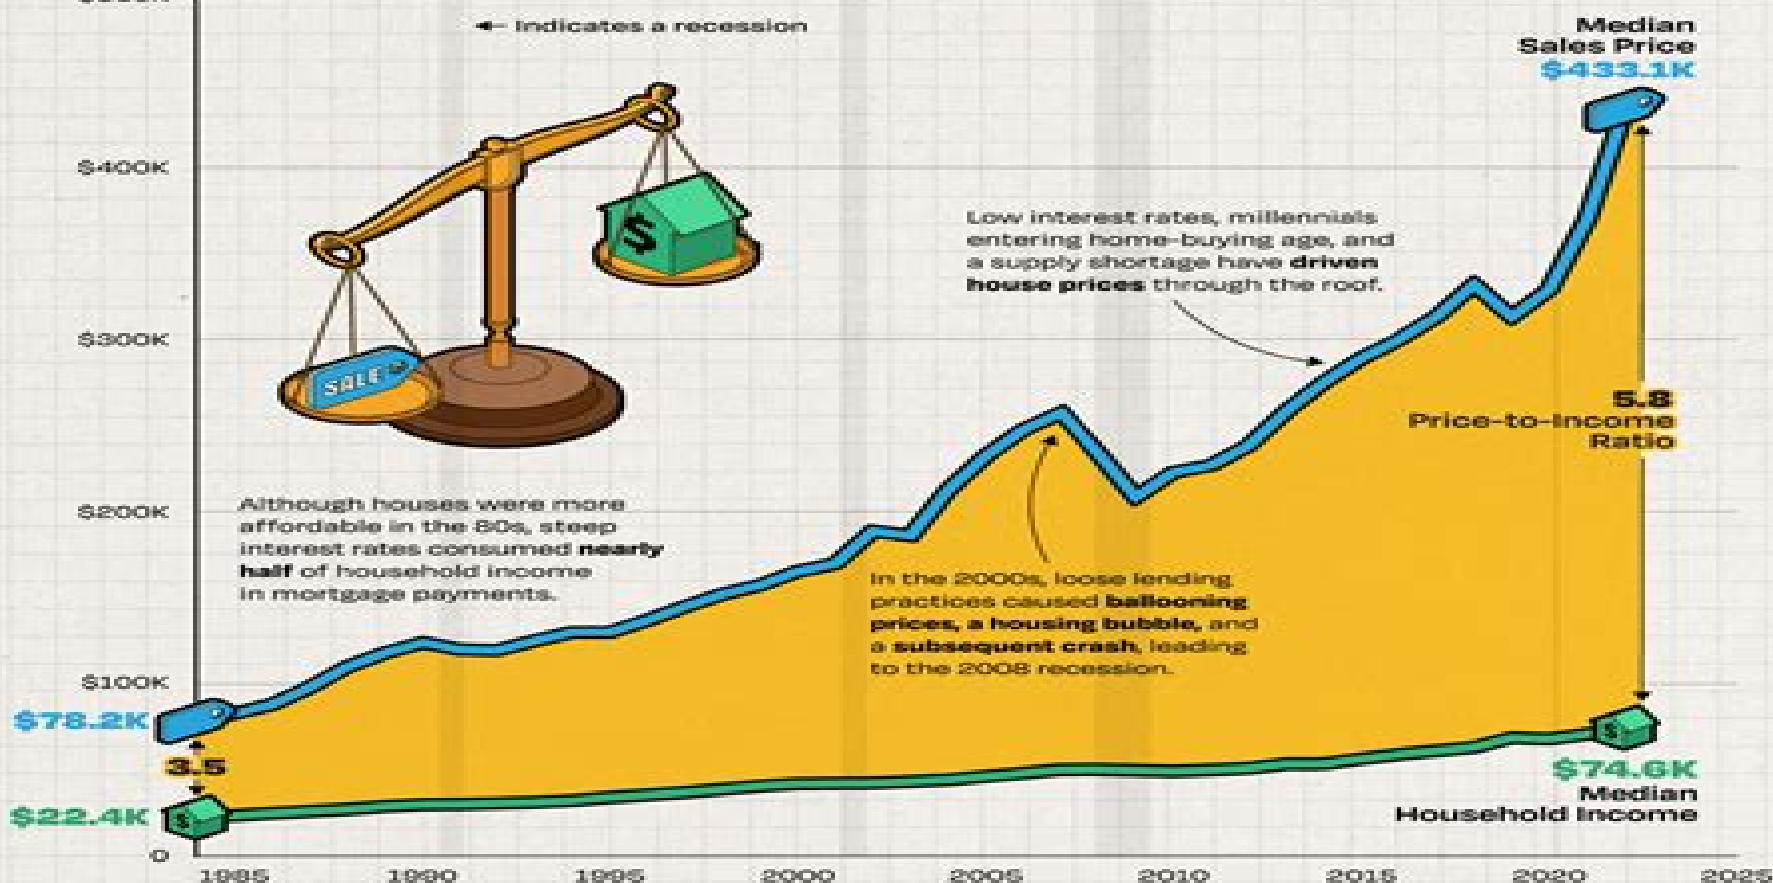 Indicates a recession
Median
Sales Price
$433.1K
$400K
$300K
$200K
$100K
0
Low interest rates, millennials
entering home-buying age, and
a supply shortage have driven
house prices through the roof.
$
SALE
5.8
Price-to-Income
Ratio
Although houses were more
affordable in the 80s, steep
interest rates consumed nearly
half of household income
in mortgage payments.
In the 2000s, loose lending
practices caused ballooning
prices, a housing bubble, and
a subsequent crash, leading
to the 2008 recession.
$78.2K
3.5
$22.4K
$
$
$74.6K
Median
Household Income
1985 1990 1995 2000 2005 2010 2015 2020 2025